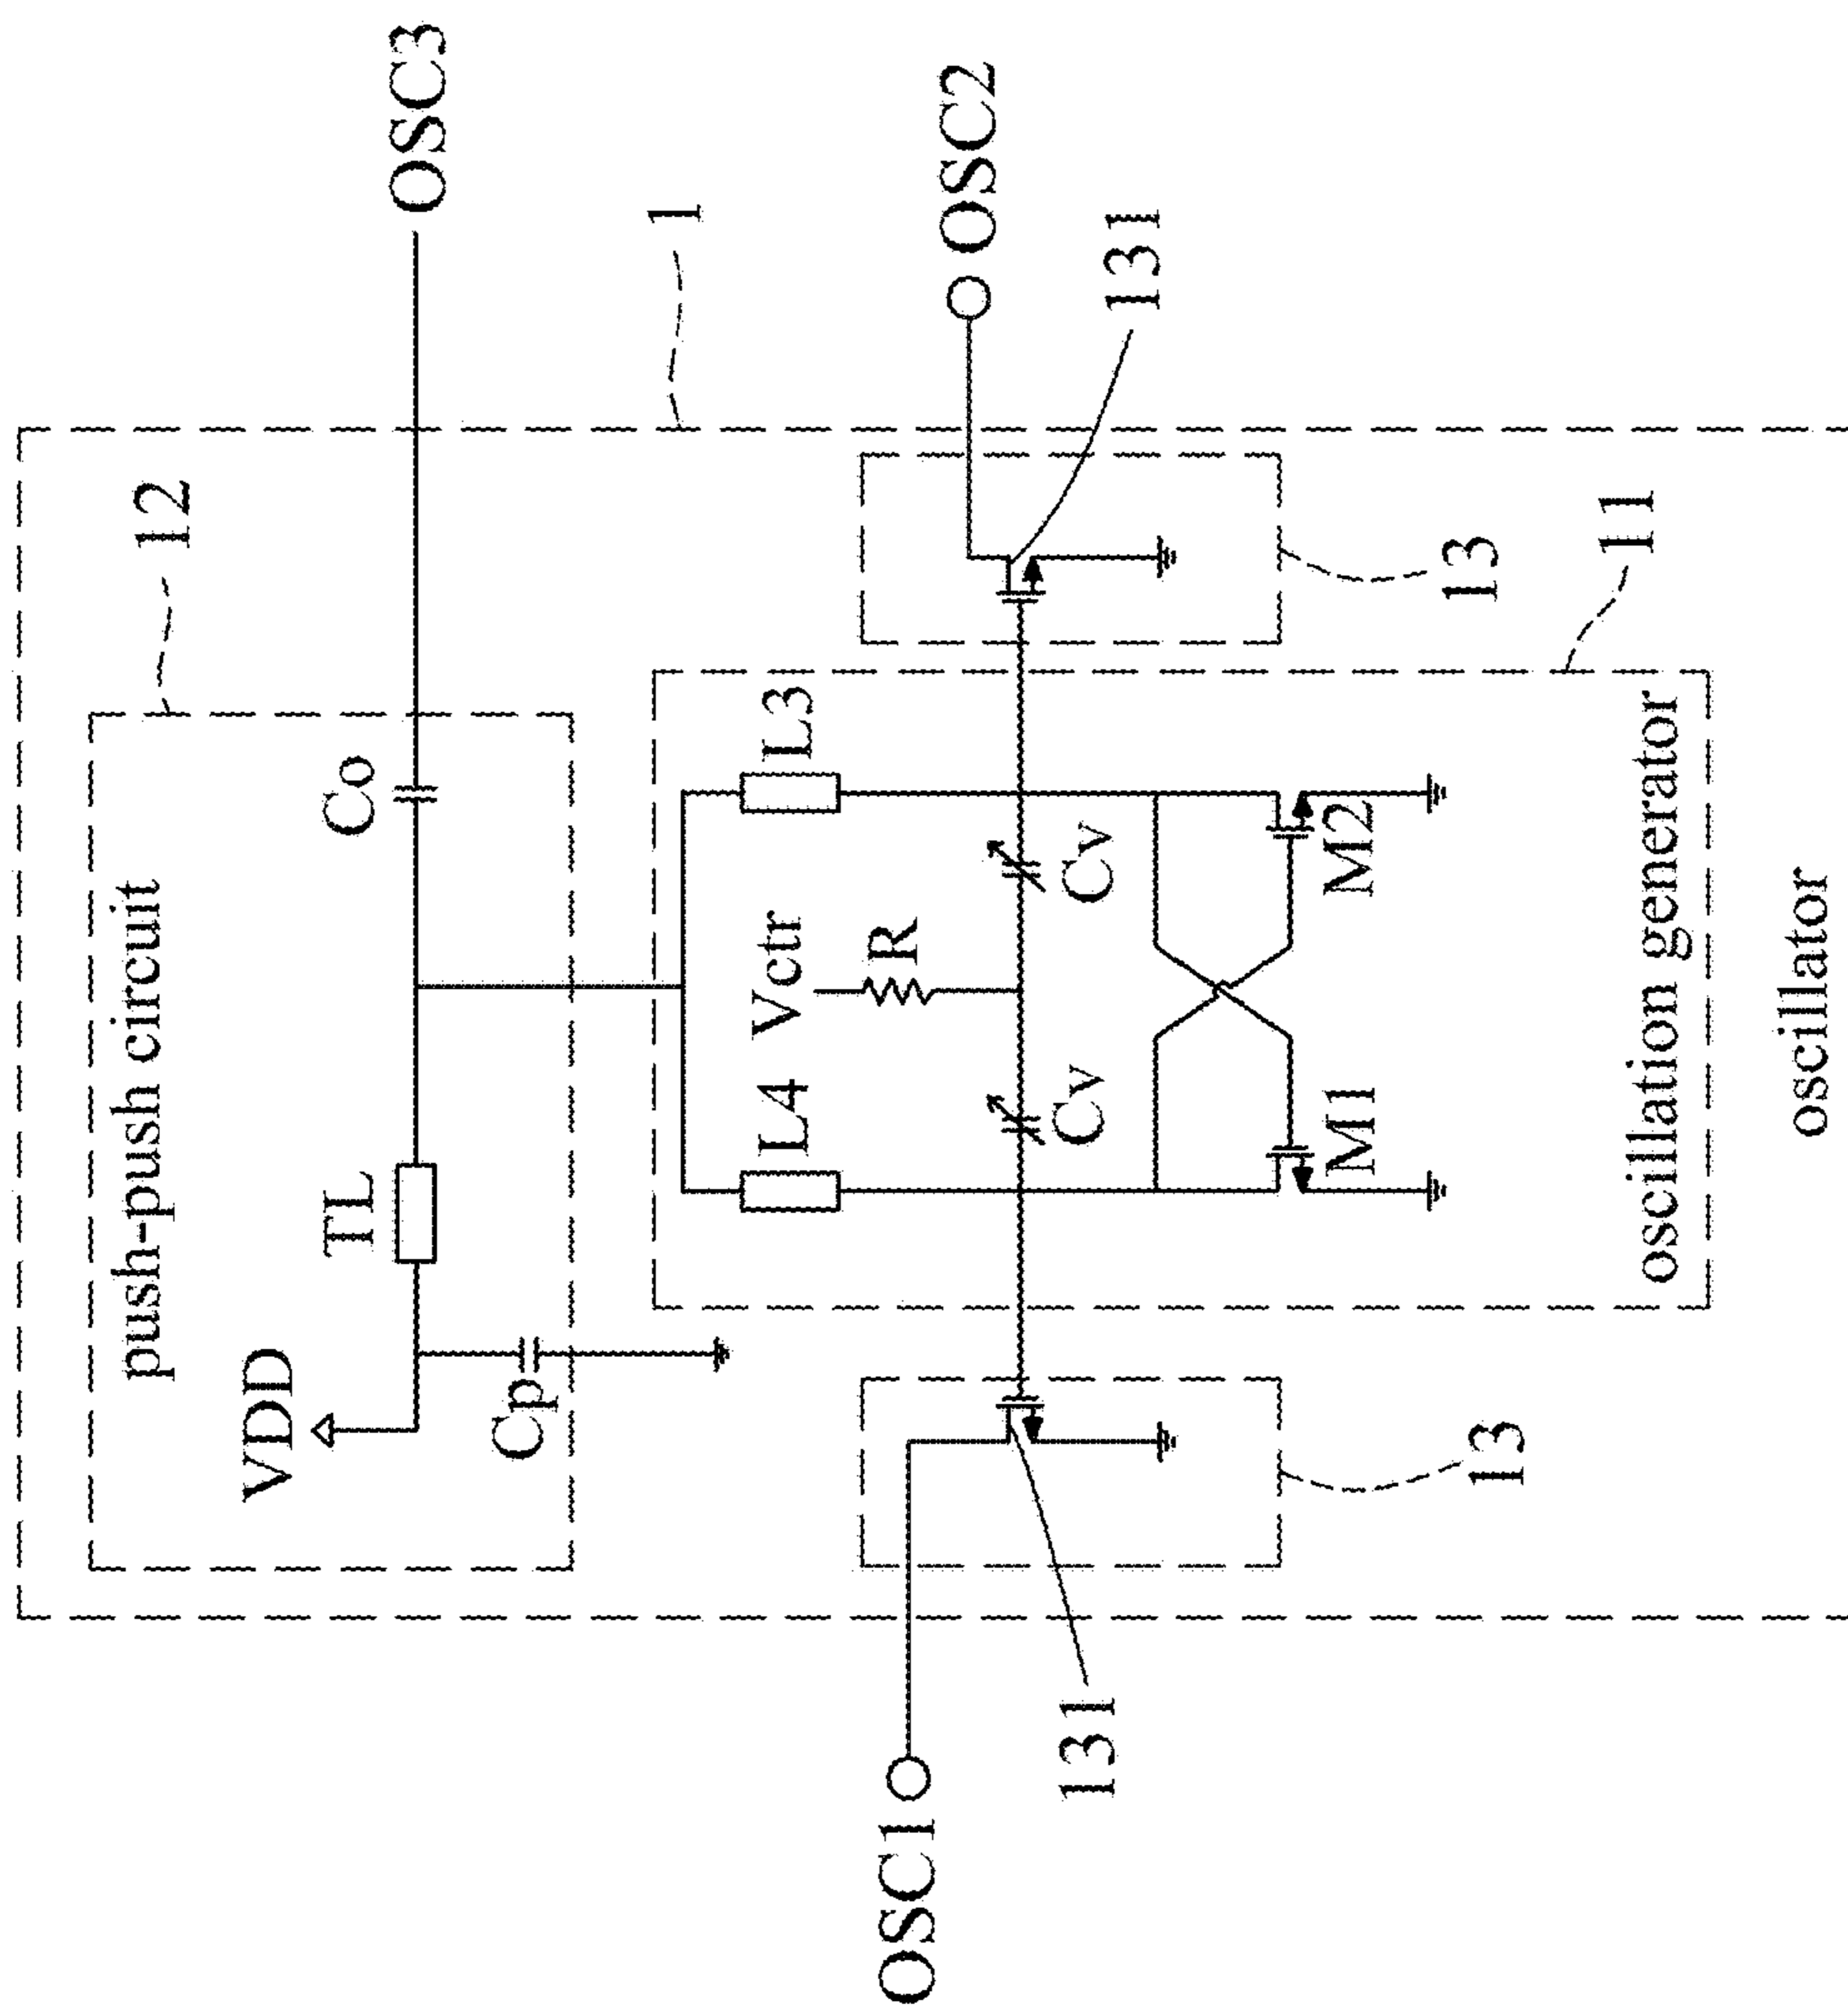 OSC3
12
1
push-push circuit
VDD
TL
Co
Cp
OSC1
OSC2
131
131
L4
L3
Vctr
R
Cv
Cv
M1
M2
13
13
11
oscillation generator
oscillator